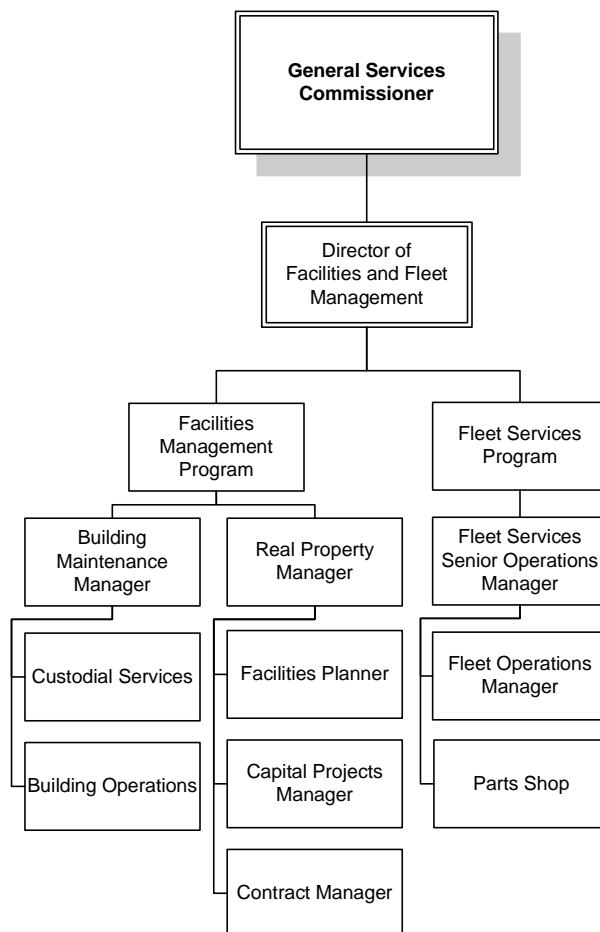 General Services
Commissioner
Director of
Facilities and Fleet
Management
Facilities
Management
Program
Fleet Services
Program
Building
Maintenance
Manager
Real Property
Manager
Fleet Services
Senior Operations
Manager
Custodial Services
Facilities Planner
Fleet Operations
Manager
Building Operations
Capital Projects
Manager
Parts Shop
Contract Manager